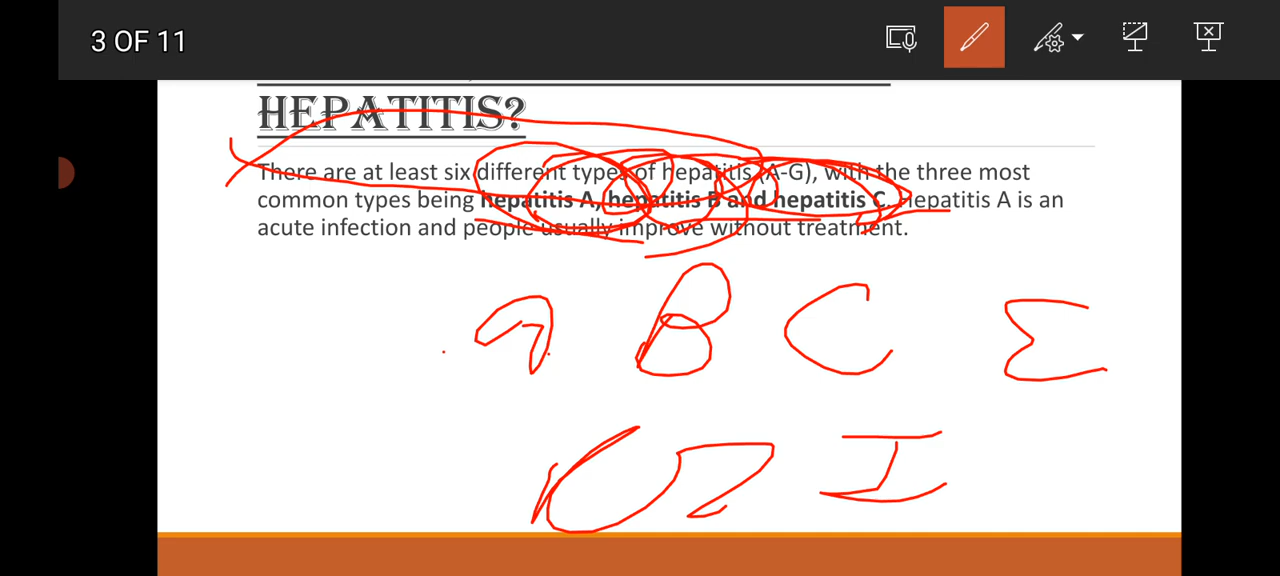 3 OF 11
HEPATITIS?
There are at least six different types of hepatitis (A-G), with the three most
common types being hepatitis A, hepatitis B and hepatitis C. Hepatitis A is an
acute infection and people usually improve without treatment.
B C
I